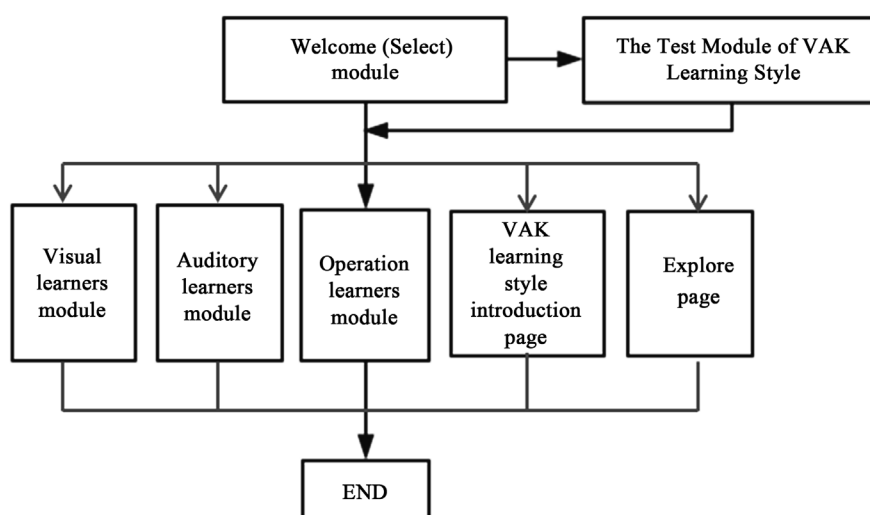 Welcome (Select)
module
The Test Module of VAK
Learning Style
Visual
learners
module
Auditory
learners
module
Operation
learners
module
VAK
learning
style
introduction
page
Explore
page
END